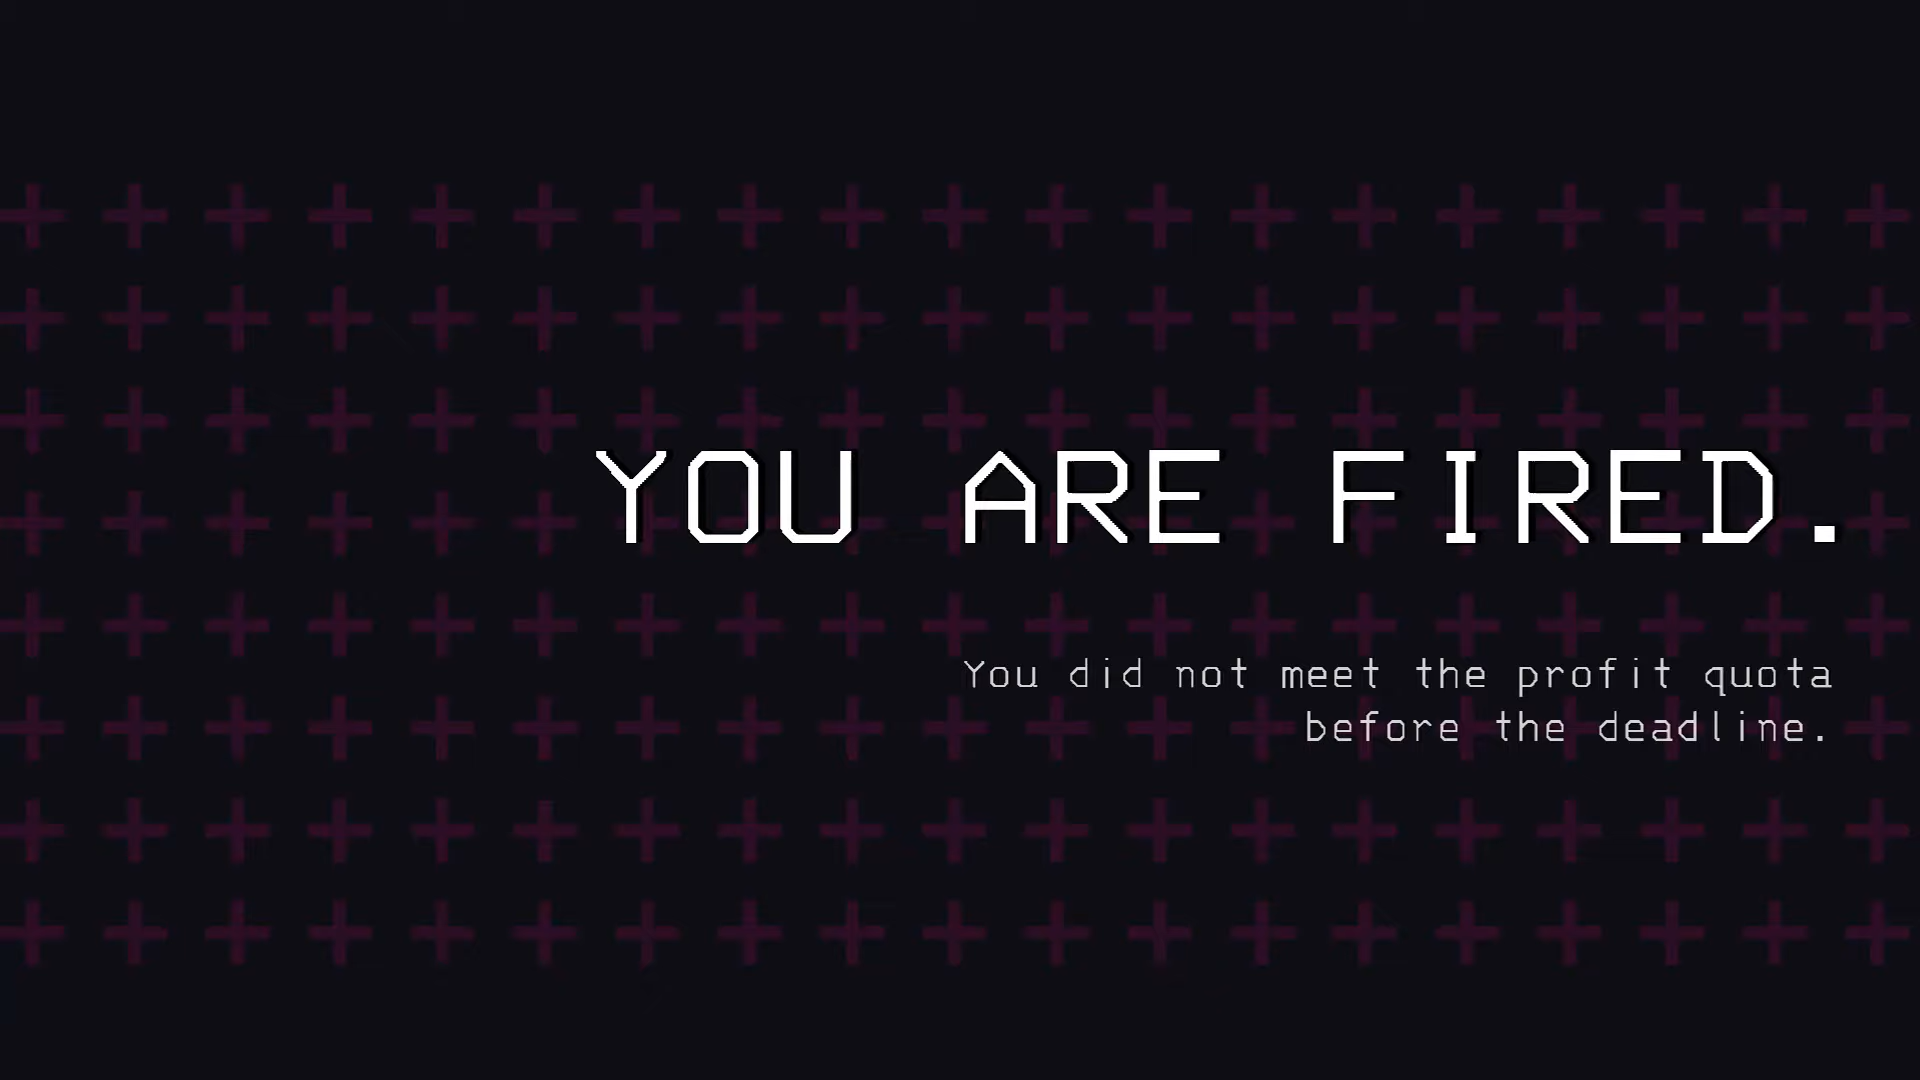 YOU ARE FIRED.
You did not meet the profit quota
before the deadline.